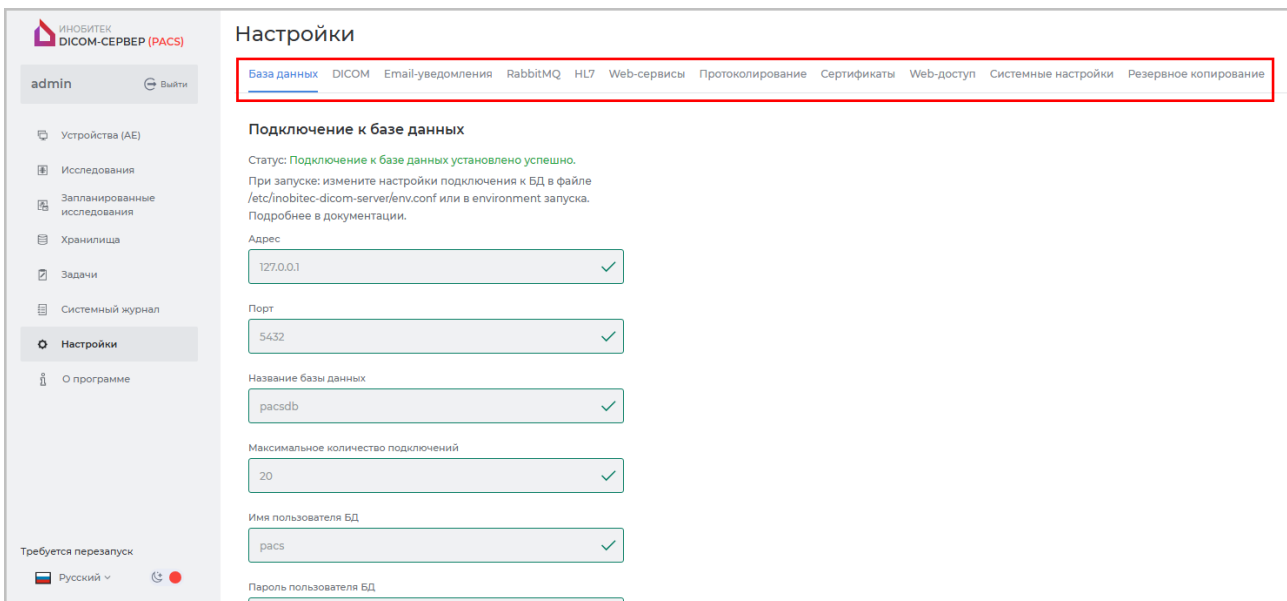 ИНОБИТЕК
DICOM-СЕРВЕР (PACS)
admin
Выйти
Устройства (AE)
Исследования
Запланированные
исследования
Хранилища
Задачи
Системный журнал
Настройки
О программе
Требуется перезапуск
Русский
Настройки
База данных DICOM Email-уведомления RabbitMQ HL7 Web-сервисы Протоколирование Сертификаты Web-доступ Системные настройки Резервное копирование
Подключение к базе данных
Статус: Подключение к базе данных установлено успешно.
При запуске: измените настройки подключения к БД в файле
/etc/inobitec-dicom-server/env.conf или в environment запуска.
Подробнее в документации.
Адрес
127.0.0.1
Порт
5432
Название базы данных
pacsdb
Максимальное количество подключений
20
Имя пользователя БД
pacs
Пароль пользователя БД